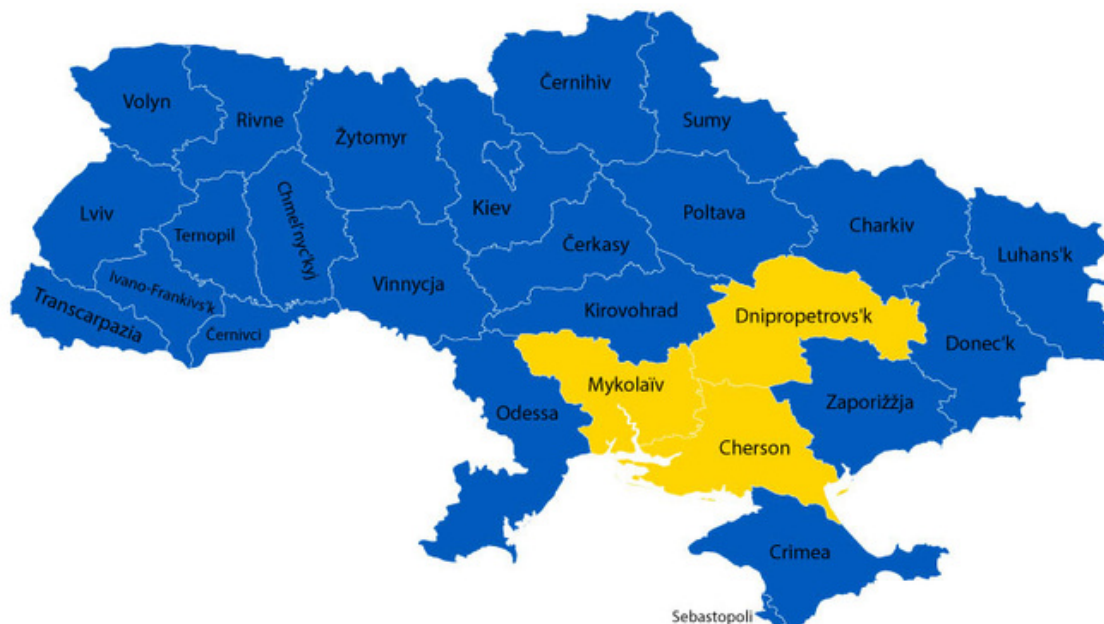 Černihiv
Volyn
Rivne
Sumy
Žytomyr
Lviv
Ternopil
Chmel'nyc'kyj
Kiev
Poltava
Charkiv
Čerkasy
Luhans'k
Ivano-Frankivs'k
Vinnycja
Transcarpazia
Černivci
Kirovohrad
Dnipropetrovs'k
Donec'k
Mykolaïv
Odessa
Zaporižžja
Cherson
Crimea
Sebastopoli